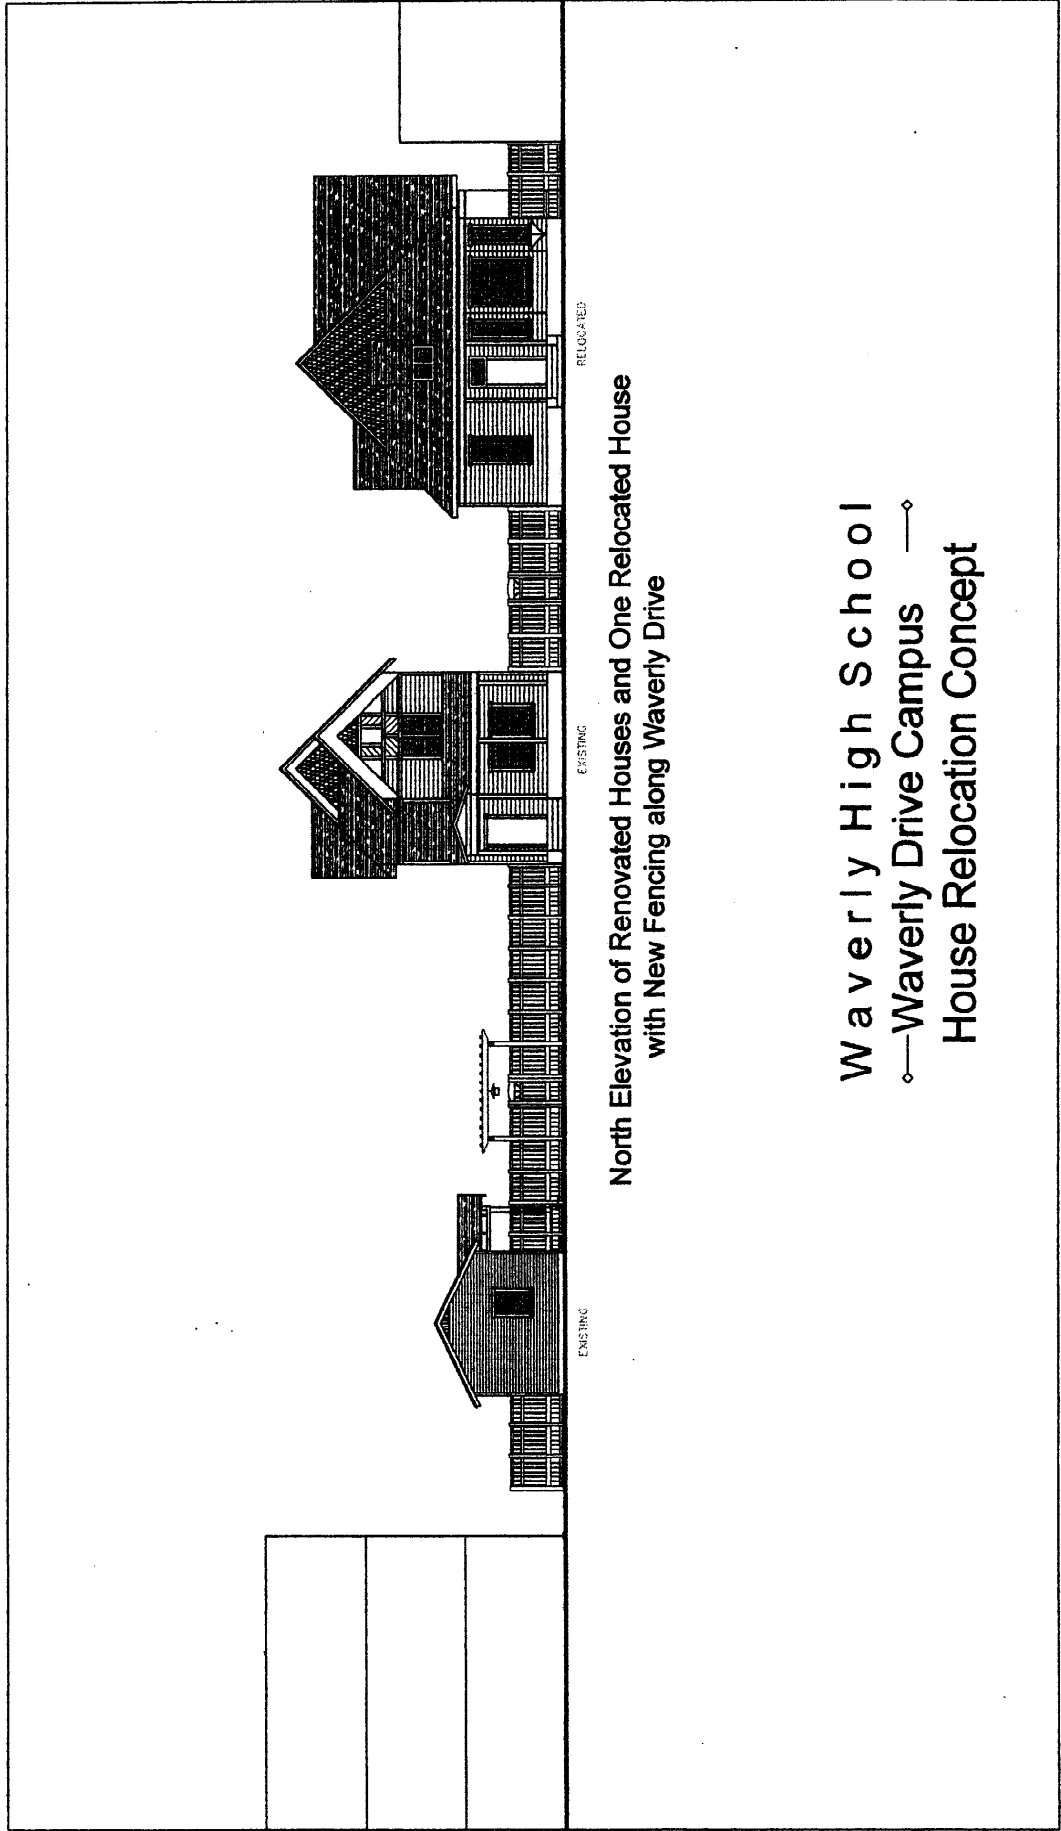 EXISTING
EXISTING
RELOCATED
North Elevation of Renovated Houses and One Relocated House
with New Fencing along Waverly Drive
Waverly High School
Waverly Drive Campus
House Relocation Concept